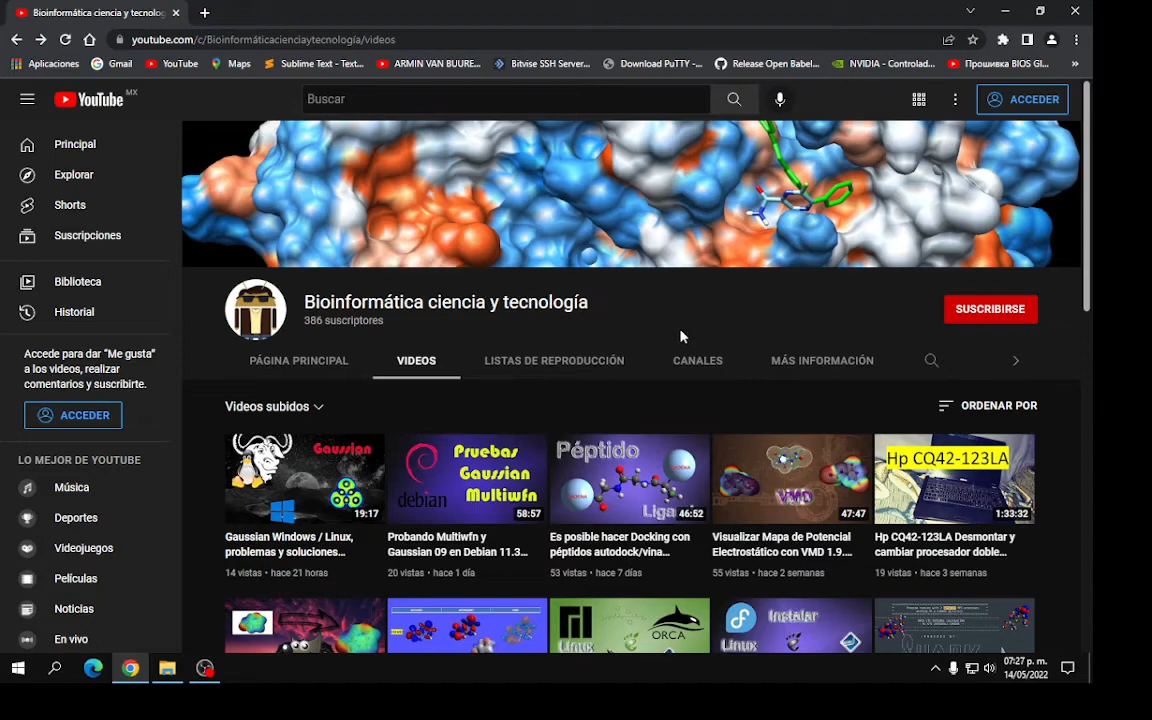 Bioinformática ciencia y tecnolog
youtube.com/c/Bioinformáticacienciaytecnología/videos
Aplicaciones Gmail YouTube Maps Sublime Text - Text... ARMIN VAN BUURE... Bitvise SSH Server... Download PuTTY -... Release Open Babel... NVIDIA - Controlad... Прошивка BIOS GI...
YouTube MX
Buscar
ACCEDER
Principal
Explorar
Shorts
Suscripciones
Biblioteca
Historial
Accede para dar "Me gusta"
a los videos, realizar
comentarios y suscribirte.
ACCEDER
LO MEJOR DE YOUTUBE
Música
Deportes
Videojuegos
Películas
Noticias
En vivo
Bioinformática ciencia y tecnología
386 suscriptores
SUSCRIBIRSE
PÁGINA PRINCIPAL VIDEOS LISTAS DE REPRODUCCIÓN CANALES MÁS INFORMACIÓN
Videos subidos
ORDENAR POR
Gaussian
19:17
Gaussian Windows / Linux,
problemas y soluciones...
14 vistas • hace 21 horas
Pruebas
Gaussian
Multiwfn
debian
58:57
Probando Multiwfn y
Gaussian 09 en Debian 11.3...
20 vistas • hace 1 día
Péptido
Liga
46:52
Es posible hacer Docking con
péptidos autodock/vina...
53 vistas • hace 7 días
VMD
47:47
Visualizar Mapa de Potencial
Electrostático con VMD 1.9....
55 vistas • hace 2 semanas
Hp CQ42-123LA
1:33:32
Hp CQ42-123LA Desmontar y
cambiar procesador doble...
19 vistas • hace 3 semanas
Linux
ORCA
Instalar
Linux
07:27 p. m.
14/05/2022